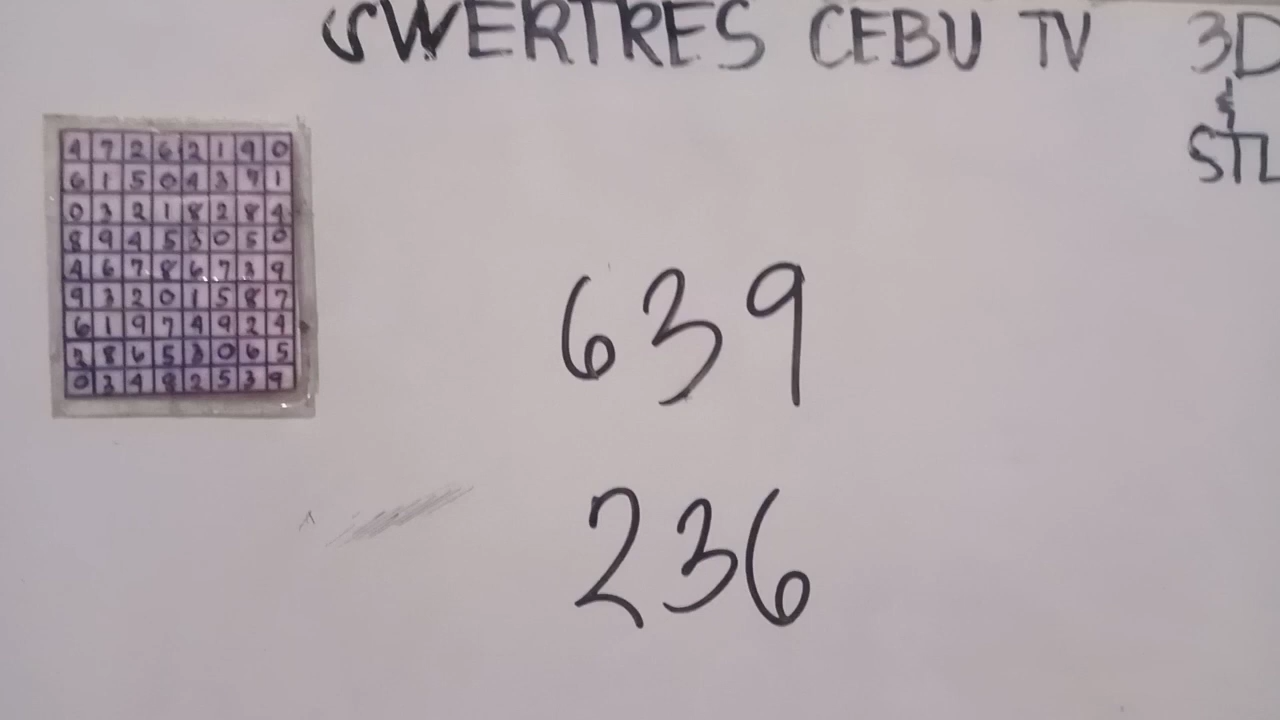 SWERTRES CEBU TV 3D
&
STL
4 7 2 6 2 1 9 0
6 1 5 0 4 3 7 1
0 3 2 1 8 2 8 4
8 9 4 5 3 0 5 0
4 6 7 8 6 7 3 9
9 3 2 0 1 5 8 7
6 1 9 7 4 9 2 4
2 8 6 5 3 0 6 5
0 3 4 8 2 5 3 9
639
236